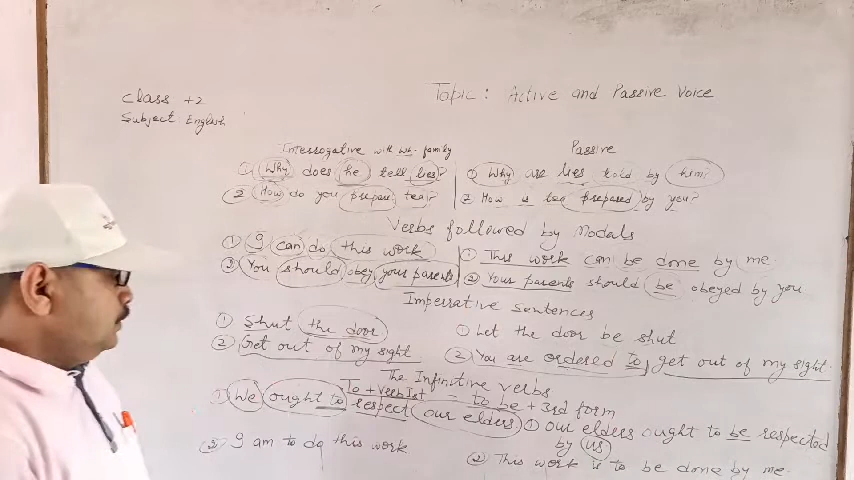 Class +2
Subject English
Topic: Active and Passive Voice
Interrogative with Wh. family
Passive
① Why does he tell lies?
① Why are lies told by him?
② How do you prepare tea?
② How is tea prepared by you?
Verbs followed by Modals
① I can do this work
① This work can be done by me.
② You should obey your parents
② Your parents should be obeyed by you
Imperrative Sentences
① Shut the door
① Let the door be shut
② Get out of my sight
② You are ordered to, get out of my sight.
The Infinitive verbs
To + verb Ist = to be + 3rd form
① We ought to respect our elders
① our elders ought to be respected by us
② I am to do this work
② This work is to be done by me.